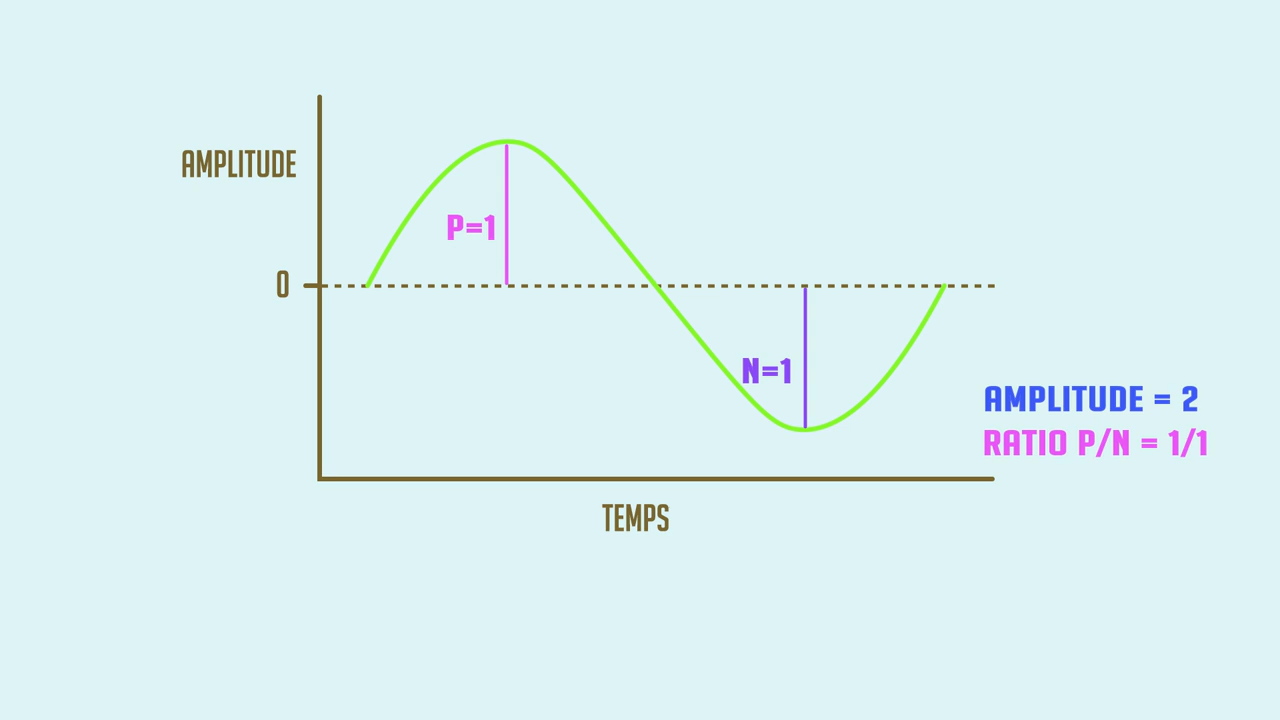 AMPLITUDE
P=1
0
N=1
AMPLITUDE = 2
RATIO P/N = 1/1
TEMPS